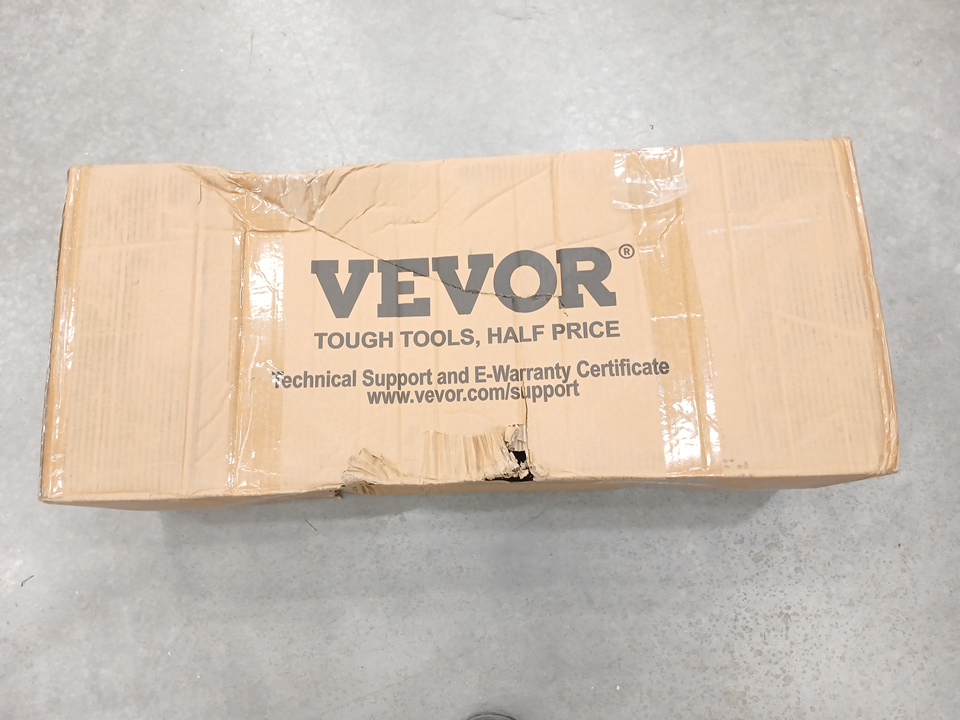 VEVOR®
TOUGH TOOLS, HALF PRICE
Technical Support and E-Warranty Certificate
www.vevor.com/support